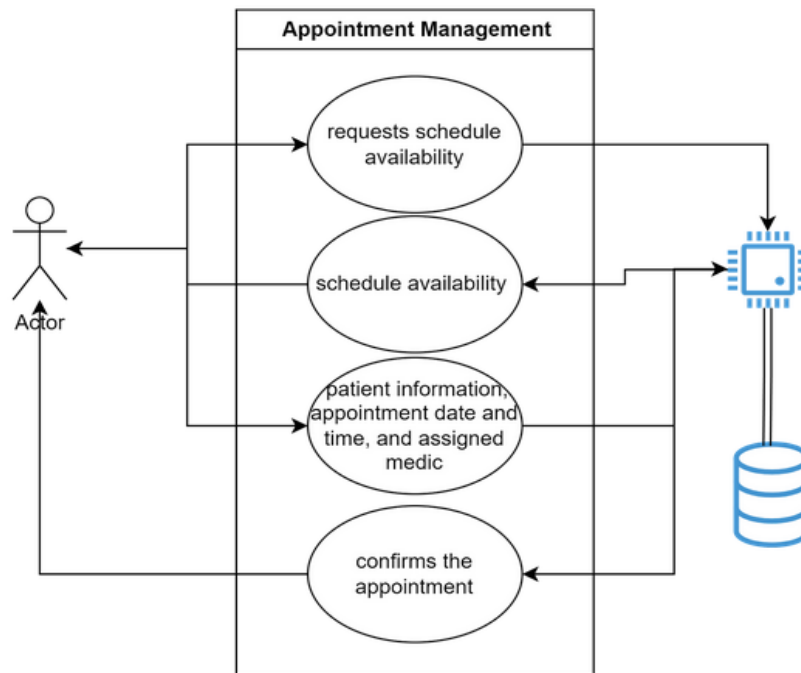 Appointment Management
requests schedule
availability
schedule availability
Actor
patient information,
appointment date and
time, and assigned
medic
confirms the
appointment